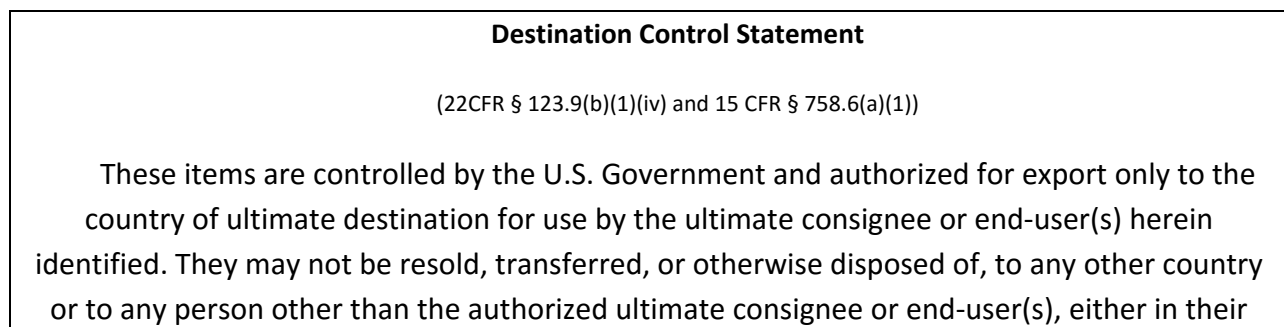 Destination Control Statement
(22CFR § 123.9(b)(1)(iv) and 15 CFR § 758.6(a)(1))
These items are controlled by the U.S. Government and authorized for export only to the
country of ultimate destination for use by the ultimate consignee or end-user(s) herein
identified. They may not be resold, transferred, or otherwise disposed of, to any other country
or to any person other than the authorized ultimate consignee or end-user(s), either in their